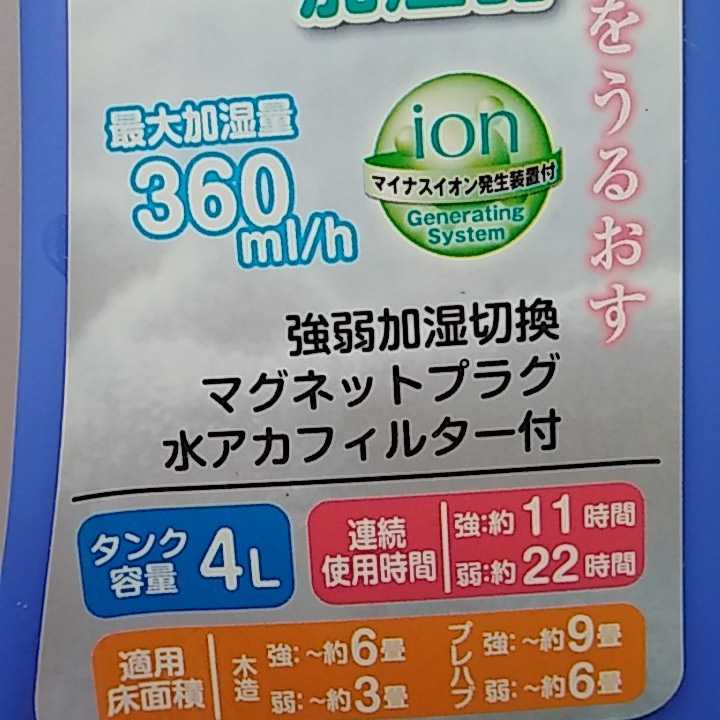 をうるおす
最大加湿量
360
ml/h
ion
マイナスイオン発生装置付
Generating
System
強弱加湿切換
マグネットプラグ
水アカフィルター付
タンク
容量 4L
連続
使用時間
強:約11時間
弱:約22時間
適用
床面積
木造
強:~約6畳
弱:~約3畳
プレハブ
強:~約9畳
弱:~約6畳